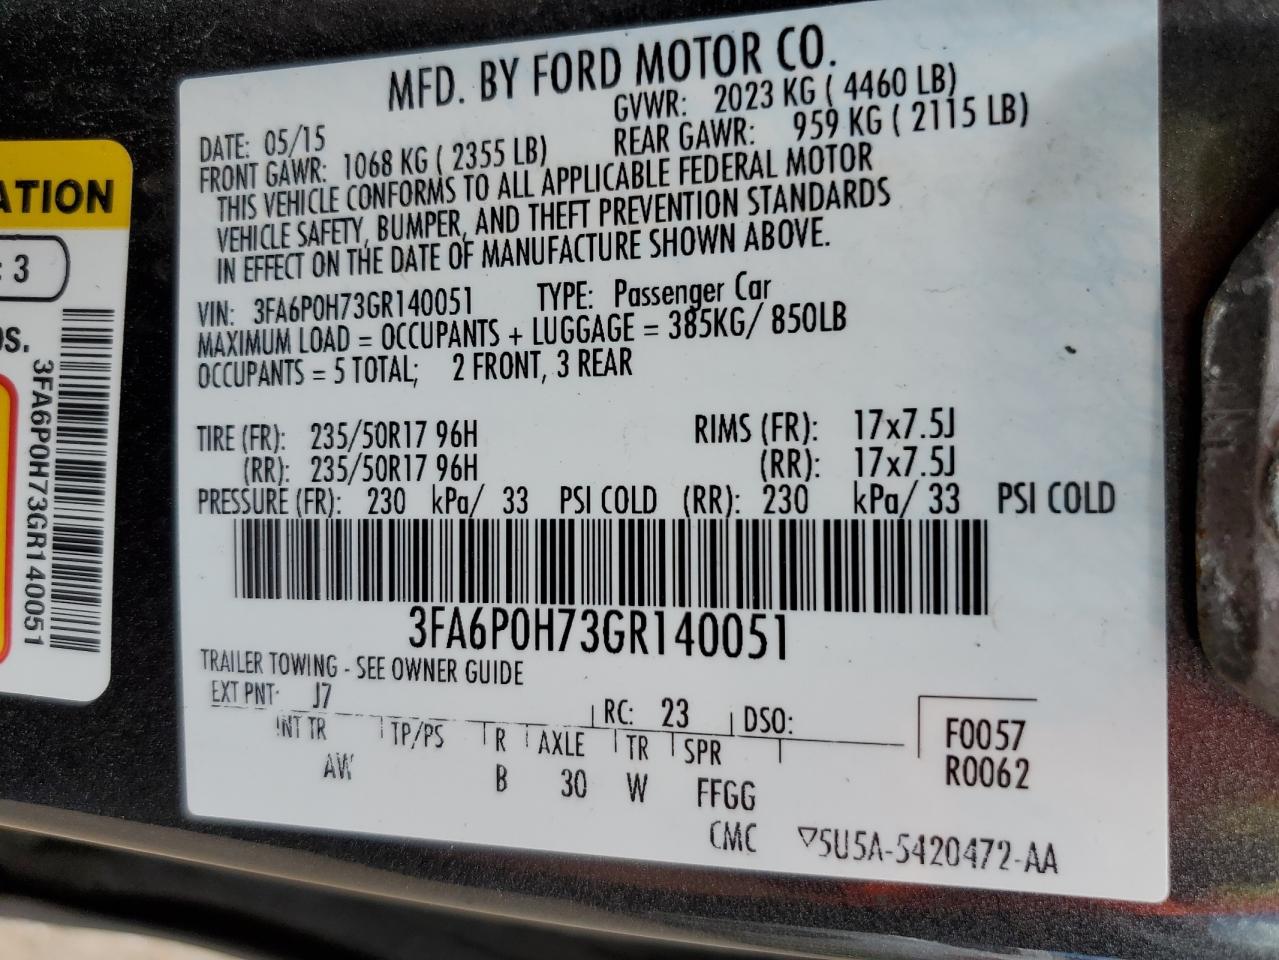 MFD. BY FORD MOTOR CO.
DATE: 05/15 GVWR: 2023 KG ( 4460 LB)
FRONT GAWR: 1068 KG ( 2355 LB) REAR GAWR: 959 KG ( 2115 LB)
THIS VEHICLE CONFORMS TO ALL APPLICABLE FEDERAL MOTOR
VEHICLE SAFETY, BUMPER, AND THEFT PREVENTION STANDARDS
IN EFFECT ON THE DATE OF MANUFACTURE SHOWN ABOVE.
VIN: 3FA6P0H73GR140051 TYPE: Passenger Car
MAXIMUM LOAD = OCCUPANTS + LUGGAGE = 385KG/ 850LB
OCCUPANTS = 5 TOTAL; 2 FRONT, 3 REAR
TIRE (FR): 235/50R17 96H RIMS (FR): 17x7.5J
(RR): 235/50R17 96H (RR): 17x7.5J
PRESSURE (FR): 230 kPa/ 33 PSI COLD (RR): 230 kPa/ 33 PSI COLD
3FA6P0H73GR140051
TRAILER TOWING - SEE OWNER GUIDE
EXT PNT: J7 RC: 23 DSO:
INT TR TP/PS R AXLE TR SPR F0057
AW B 30 W FFGG R0062
CMC ▽5U5A-5420472-AA
ATION
: 3
OS.
3FA6P0H73GR140051